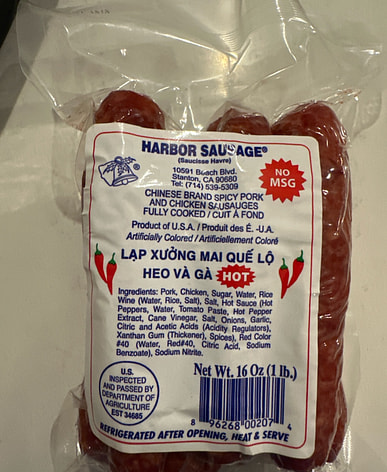 HARBOR SAUSAGE®
(Saucisse Havre)
10591 Beach Blvd.
Stanton, CA 90680
Tel: (714) 539-5309
NO
MSG
CHINESE BRAND SPICY PORK
AND CHICKEN SAUSAUGES
FULLY COOKED / CUIT À FOND
Product of U.S.A. / Produit des É. -U.A.
Artificially Colored / Artificiellement Coloré
LẠP XƯỞNG MAI QUẾ LỘ
HEO VÀ GÀ HOT
Ingredients: Pork, Chicken, Sugar, Water, Rice
Wine (Water, Rice, Salt), Salt, Hot Sauce (Hot
Peppers, Water, Tomato Paste, Hot Pepper
Extract, Cane Vinegar, Salt, Onions, Garlic,
Citric and Acetic Acids (Acidity Regulators),
Xanthan Gum (Thickener), Spices), Red Color
#40 (Water, Red#40, Citric Acid, Sodium
Benzoate), Sodium Nitrite.
U.S.
INSPECTED
AND PASSED BY
DEPARTMENT OF
AGRICULTURE
EST 34685
Net Wt. 16 Oz (1 lb.)
8 96268 00207 4
REFRIGERATED AFTER OPENING, HEAT & SERVE